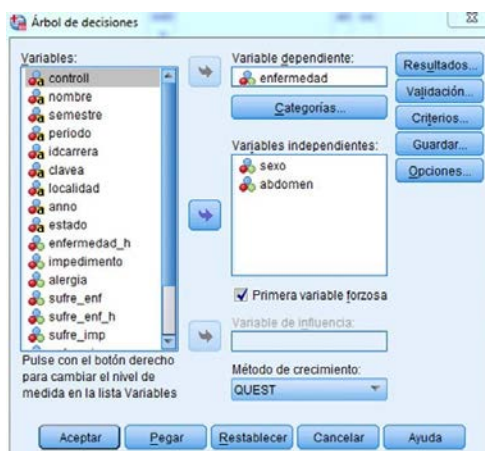 Árbol de decisiones
Variables:
controll
nombre
semestre
periodo
idcarrera
clavea
localidad
anno
estado
enfermedad_h
impedimento
alergia
sufre_enf
sufre_enf_h
sufre_imp
Pulse con el botón derecho
para cambiar el nivel de
medida en la lista Variables
Variable dependiente:
enfermedad
Categorías...
Variables independientes:
sexo
abdomen
Primera variable forzosa
Variable de influencia:
Método de crecimiento:
QUEST
Resultados...
Validación...
Criterios...
Guardar...
Opciones...
Aceptar
Pegar
Restablecer
Cancelar
Ayuda